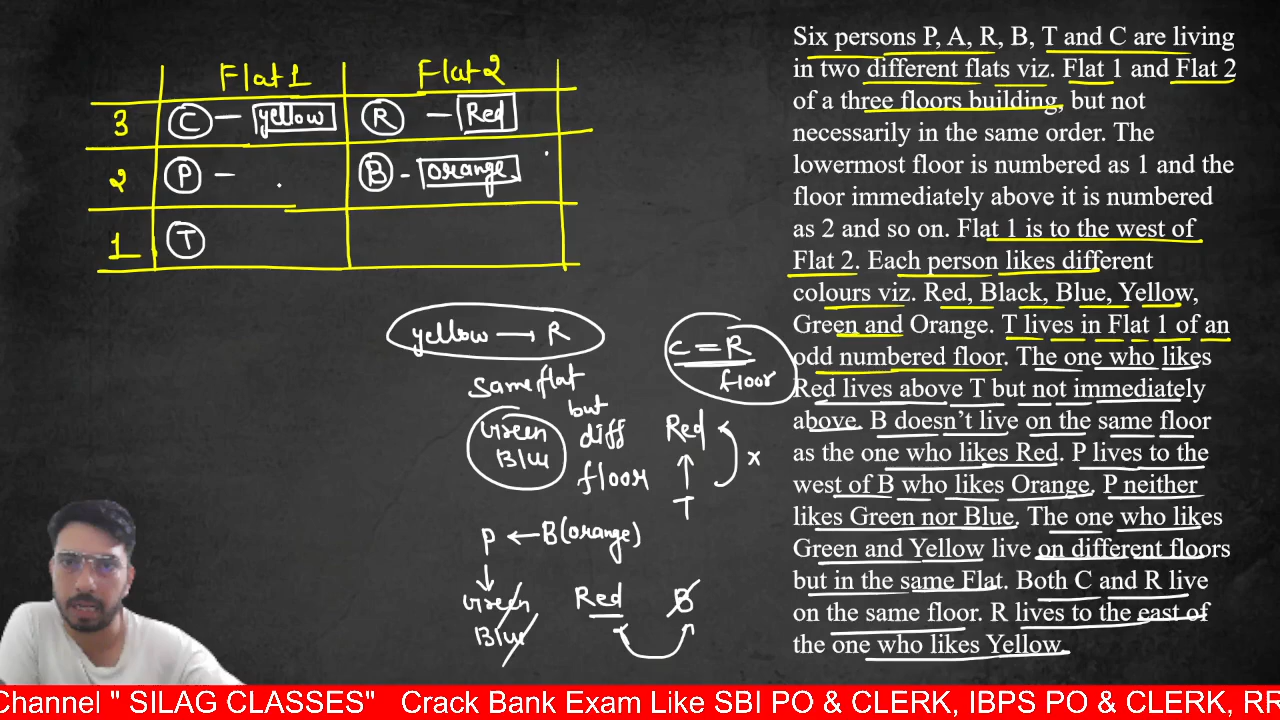 Flat 1 Flat 2
3 C — Yellow R — Red
2 P — B - Orange
1 T
Yellow → R
Same flat
but
diff
floor
Green
Blue
C = R
floor
Red
T
x
P ← B (orange)
Green
Blue
Red B
Six persons P, A, R, B, T and C are living
in two different flats viz. Flat 1 and Flat 2
of a three floors building, but not
necessarily in the same order. The
lowermost floor is numbered as 1 and the
floor immediately above it is numbered
as 2 and so on. Flat 1 is to the west of
Flat 2. Each person likes different
colours viz. Red, Black, Blue, Yellow,
Green and Orange. T lives in Flat 1 of an
odd numbered floor. The one who likes
Red lives above T but not immediately
above. B doesn’t live on the same floor
as the one who likes Red. P lives to the
west of B who likes Orange. P neither
likes Green nor Blue. The one who likes
Green and Yellow live on different floors
but in the same Flat. Both C and R live
on the same floor. R lives to the east of
the one who likes Yellow.
Channel " SILAG CLASSES" Crack Bank Exam Like SBI PO & CLERK, IBPS PO & CLERK, RR